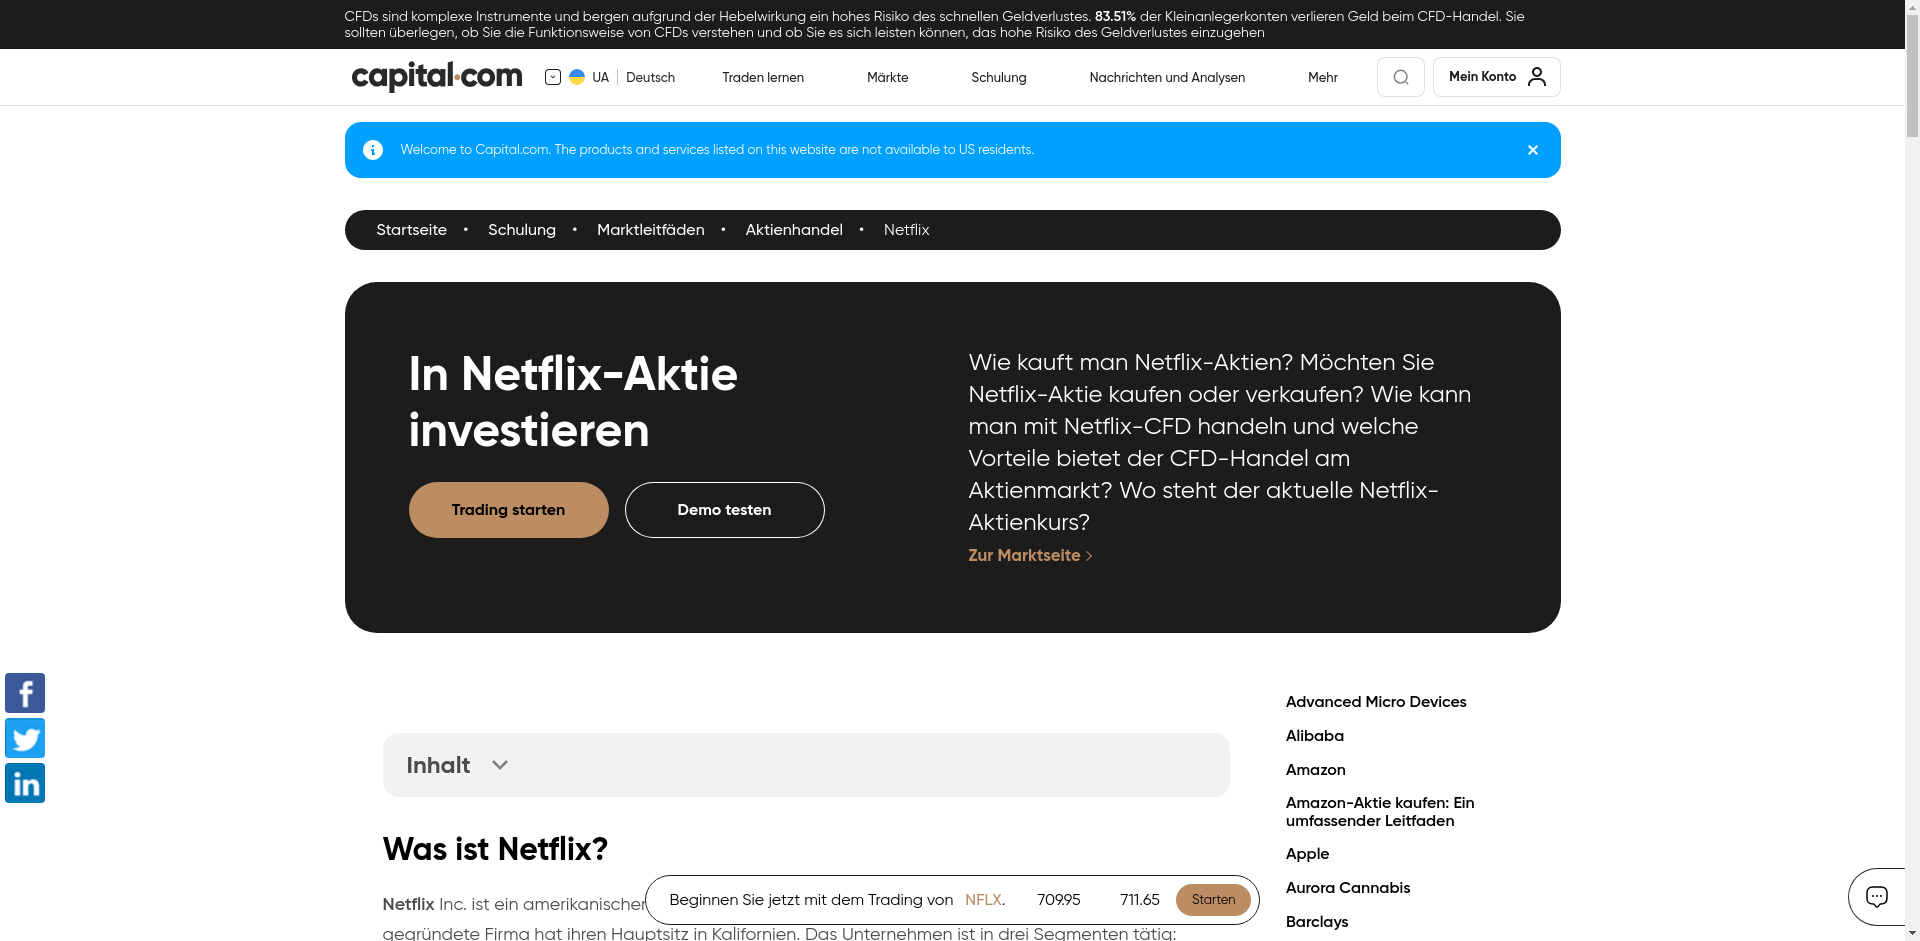 CFDs sind komplexe Instrumente und bergen aufgrund der Hebelwirkung ein hohes Risiko des schnellen Geldverlustes. 83.51% der Kleinanlegerkonten verlieren Geld beim CFD-Handel. Sie
sollten überlegen, ob Sie die Funktionsweise von CFDs verstehen und ob Sie es sich leisten können, das hohe Risiko des Geldverlustes einzugehen
capital.com UA Deutsch Traden lernen Märkte Schulung Nachrichten und Analysen Mehr Mein Konto
Welcome to Capital.com. The products and services listed on this website are not available to US residents.
Startseite • Schulung • Marktleitfäden • Aktienhandel • Netflix
In Netflix-Aktie
investieren
Trading starten Demo testen
Wie kauft man Netflix-Aktien? Möchten Sie
Netflix-Aktie kaufen oder verkaufen? Wie kann
man mit Netflix-CFD handeln und welche
Vorteile bietet der CFD-Handel am
Aktienmarkt? Wo steht der aktuelle Netflix-
Aktienkurs?
Zur Marktseite
Inhalt
Was ist Netflix?
Netflix Inc. ist ein amerikanischer
gegründete Firma hat ihren Hauptsitz in Kalifornien. Das Unternehmen ist in drei Segmenten tätig:
Beginnen Sie jetzt mit dem Trading von NFLX. 709.95 711.65 Starten
Advanced Micro Devices
Alibaba
Amazon
Amazon-Aktie kaufen: Ein
umfassender Leitfaden
Apple
Aurora Cannabis
Barclays